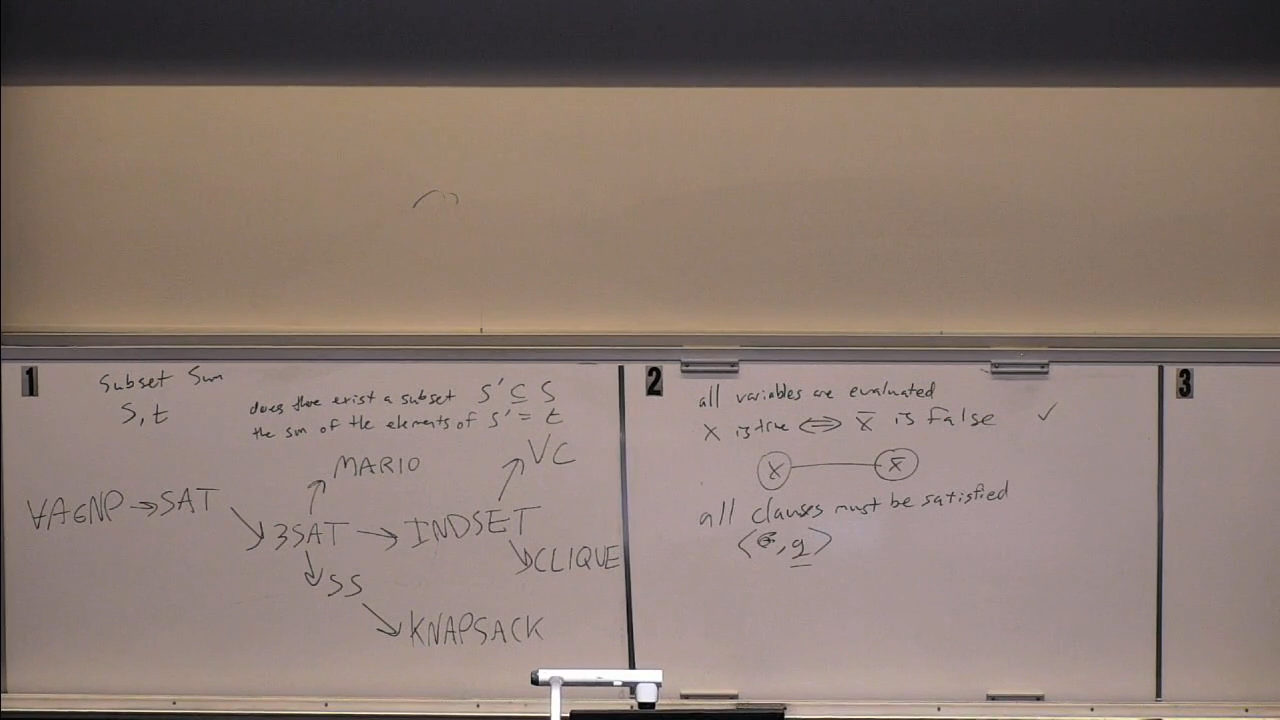 1
Subset Sum
S, t
does there exist a subset S' ⊆ S
the sum of the elements of S' = t
MARIO
VC
∀A∈NP → SAT
3SAT → INDSET
CLIQUE
SS
KNAPSACK
2
all variables are evaluated
X is true ⟺ X̄ is False ✓
X X̄
all clauses must be satisfied
⟨G, q⟩
3